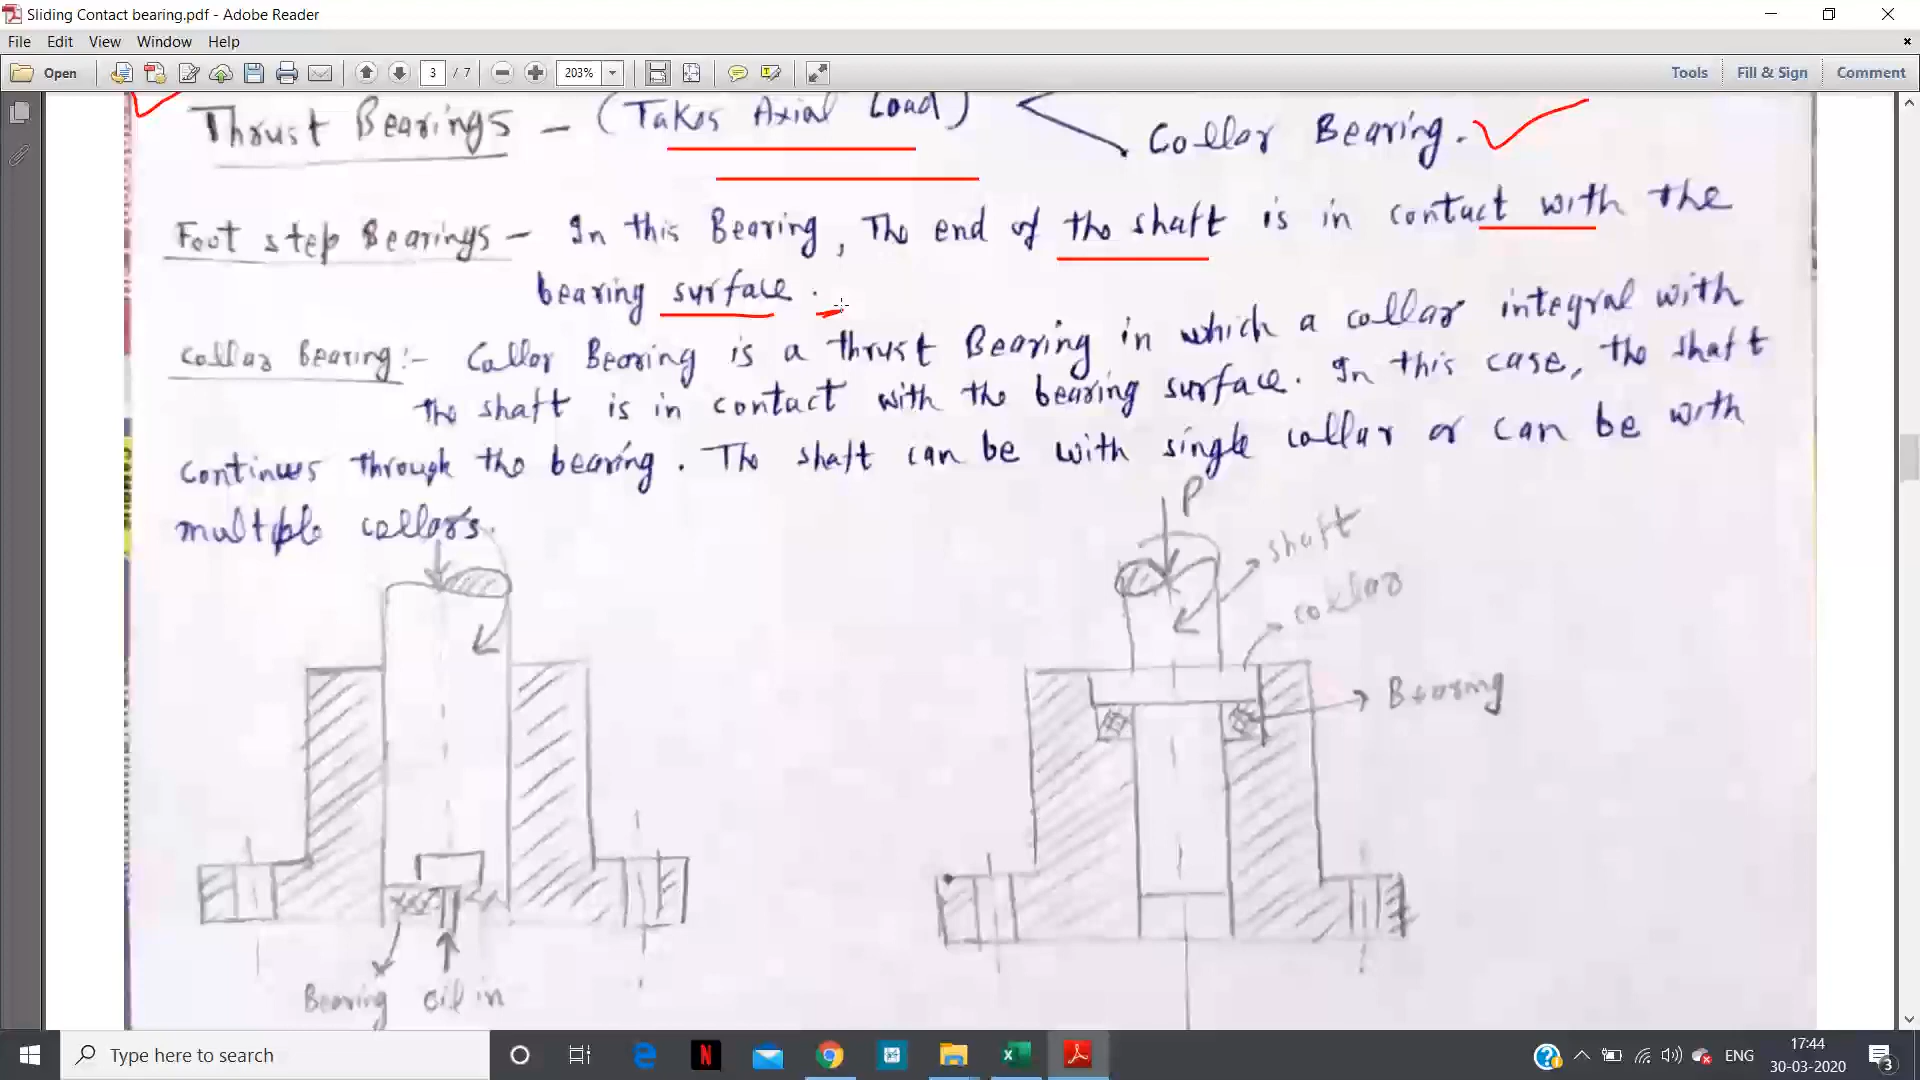 Sliding Contact bearing.pdf - Adobe Reader
File Edit View Window Help
Open 3 / 7 203% Tools Fill & Sign Comment
Thrust Bearings - (Takes Axial Load)
Collar Bearing.
Foot step Bearings - In this Bearing, The end of the shaft is in contact with the
bearing surface.
Collar Bearing:- Collar Bearing is a thrust Bearing in which a collar integral with
the shaft is in contact with the bearing surface. In this case, the shaft
continues through the bearing. The shaft can be with single collar or can be with
multiple collars.
P
shaft
collar
Bearing
Bearing oil in
Type here to search
ENG
17:44
30-03-2020
3